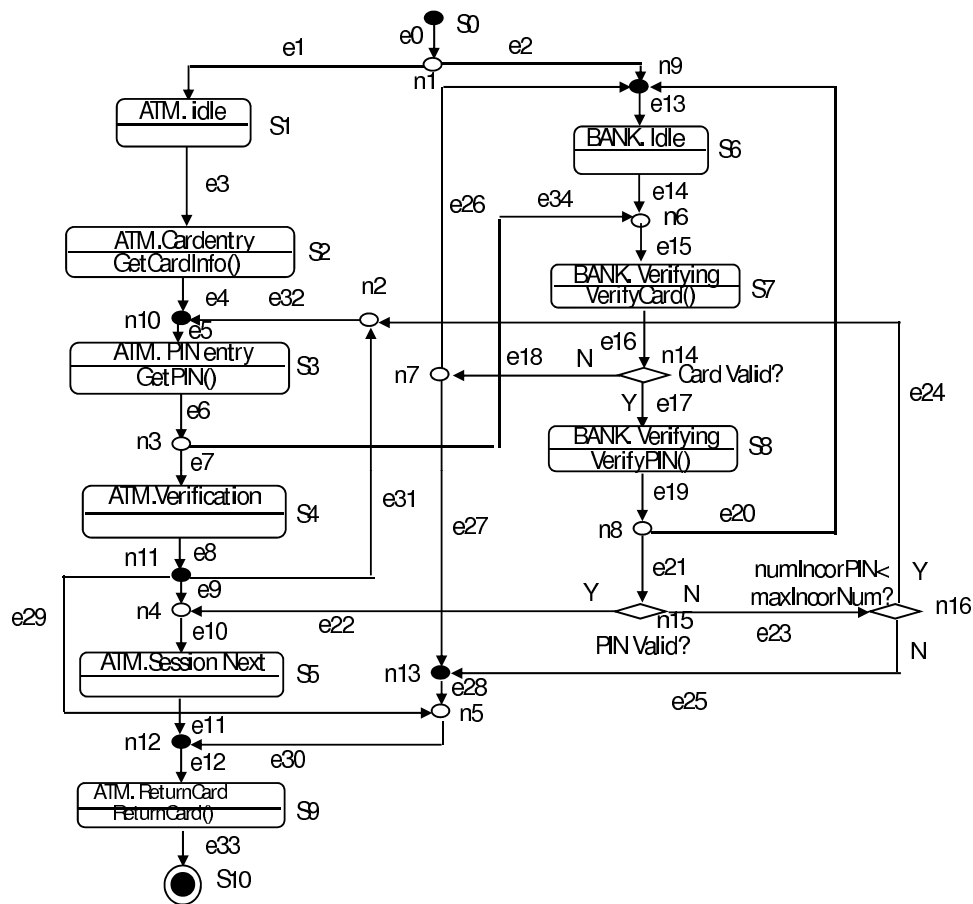 S0
e0
e1
e2
n1
n9
e13
ATM. idle
S1
BANK. Idle
S6
e3
e26
e34
e14
n6
e15
ATM.Cardentry
GetCardInfo()
S2
BANK. Verifying
VerifyCard()
S7
e4
e32
n2
n10
e5
e16
ATM. PIN entry
GetPIN()
S3
e18
N
n14
Card Valid?
n7
e24
e6
Y
e17
n3
BANK. Verifying
VerifyPIN()
S8
e7
ATM.Verification
S4
e31
e19
e20
n8
e27
e8
n11
e9
e21
numIncorPIN<
maxIncorNum?
Y
n16
e29
n4
Y
N
n15
e22
e23
PIN Valid?
e10
N
ATM.Session Next
S5
n13
e28
e25
n5
e11
n12
e12
e30
ATM. ReturnCard
ReturnCard()
S9
e33
S10